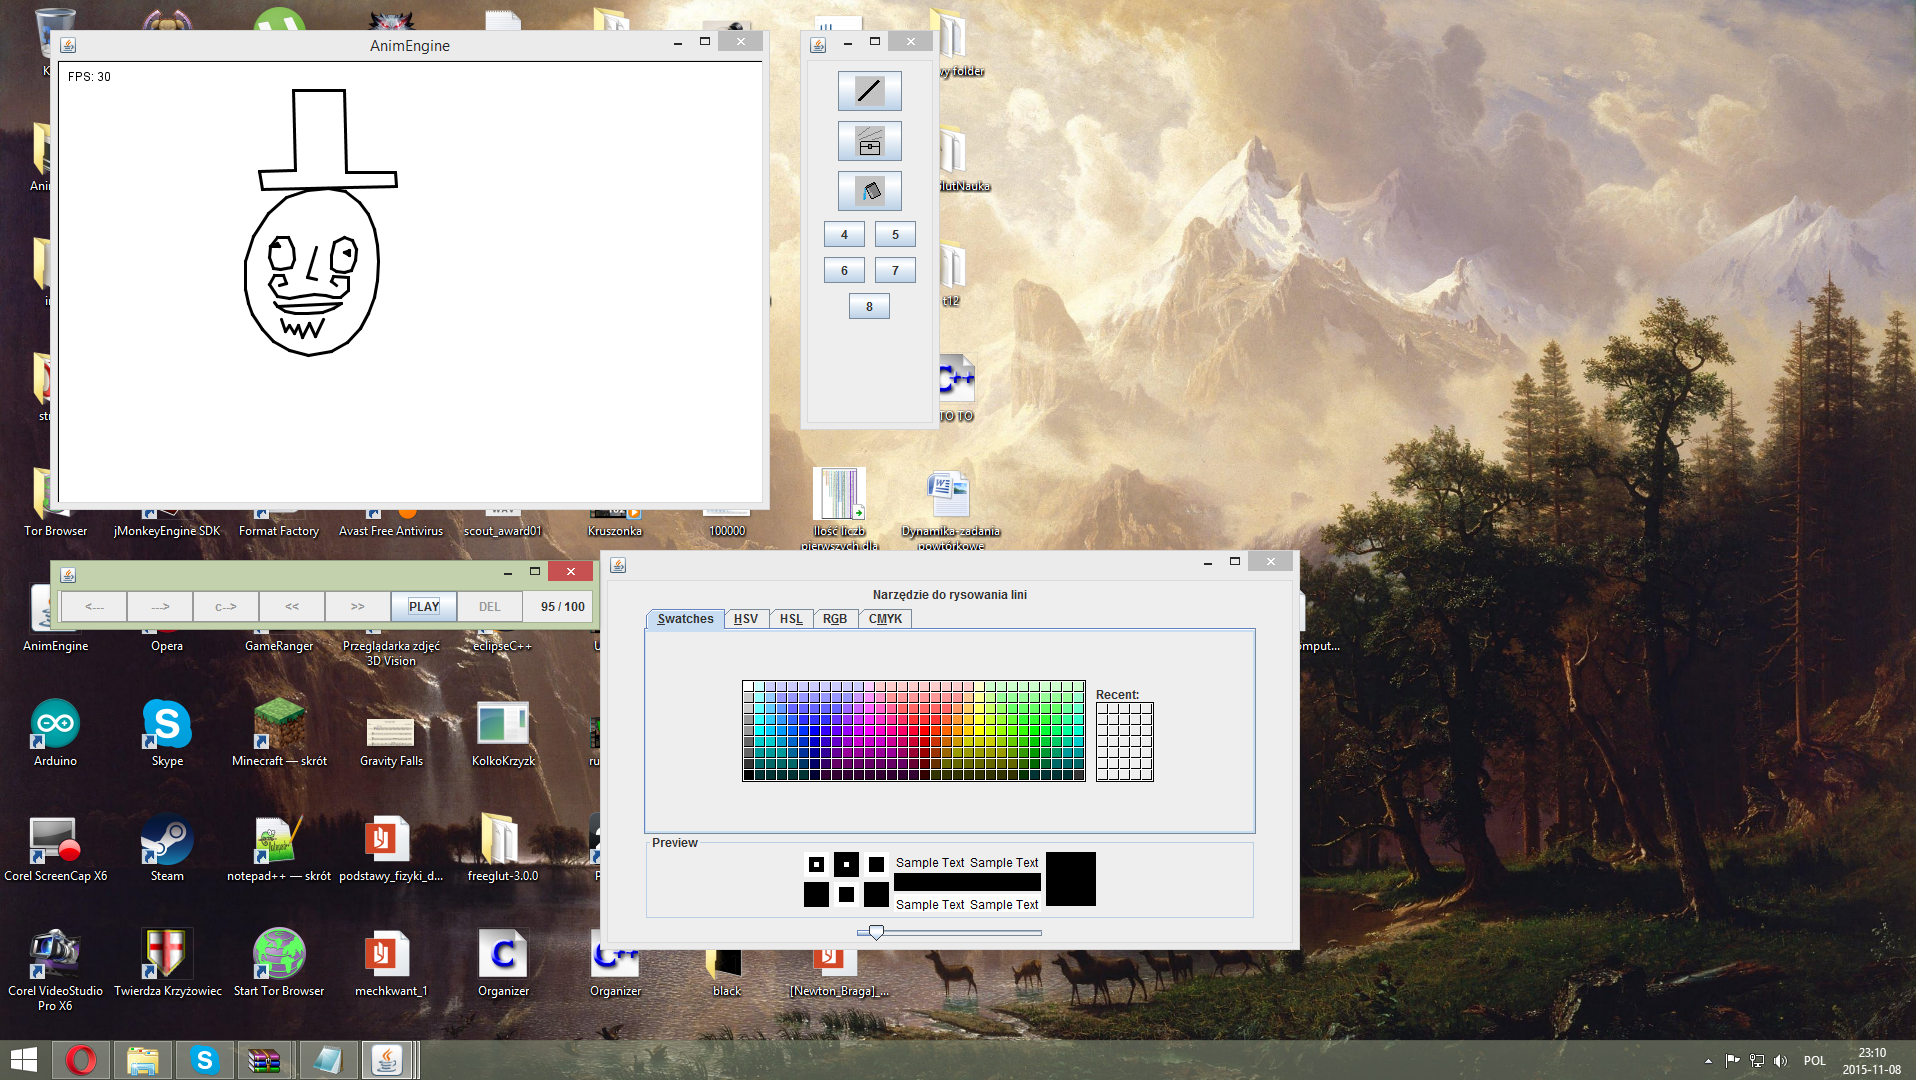 AnimEngine
FPS: 30
4
5
6
7
8
t12
TO TO
Tor Browser
jMonkeyEngine SDK
Format Factory
Avast Free Antivirus
scout_award01
Kruszonka
100000
Ilość liczb
pierwszych dla
Dynamika-zadania
powtórkowe
<---
--->
c-->
<<
>>
PLAY
DEL
95 / 100
AnimEngine
Opera
GameRanger
Przeglądarka zdjęć
3D Vision
eclipseC++
Narzędzie do rysowania lini
Swatches
HSV
HSL
RGB
CMYK
Recent:
Preview
Sample Text Sample Text
Sample Text Sample Text
Arduino
Skype
Minecraft — skrót
Gravity Falls
KolkoKrzyzk
Corel ScreenCap X6
Steam
notepad++ — skrót
podstawy_fizyki_d...
freeglut-3.0.0
Corel VideoStudio
Pro X6
Twierdza Krzyżowiec
Start Tor Browser
mechkwant_1
Organizer
Organizer
black
[Newton_Braga]_...
POL
23:10
2015-11-08